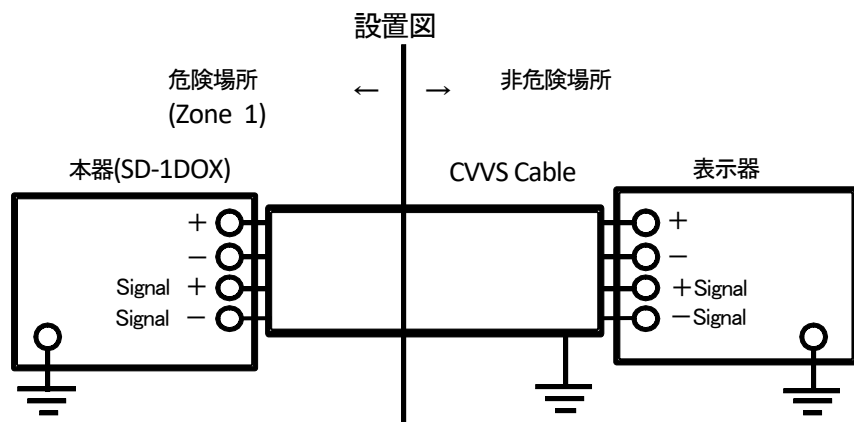 設置図
危険場所 ← → 非危険場所
(Zone 1)
本器(SD-1DOX) CVVS Cable 表示器
+ +
− −
Signal + +Signal
Signal − −Signal